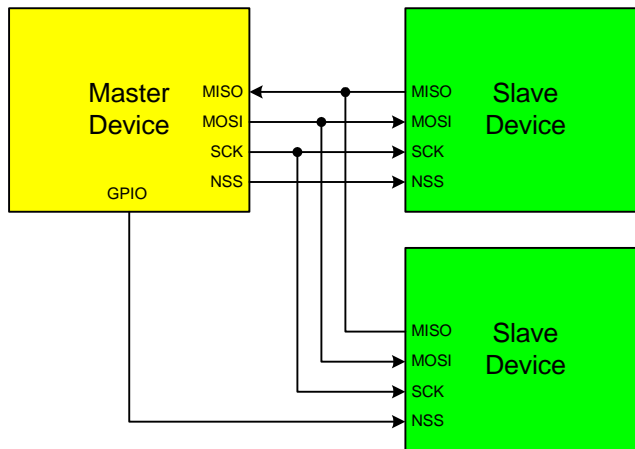 Master
Device
MISO
MOSI
SCK
NSS
GPIO
MISO
MOSI
SCK
NSS
Slave
Device
MISO
MOSI
SCK
NSS
Slave
Device